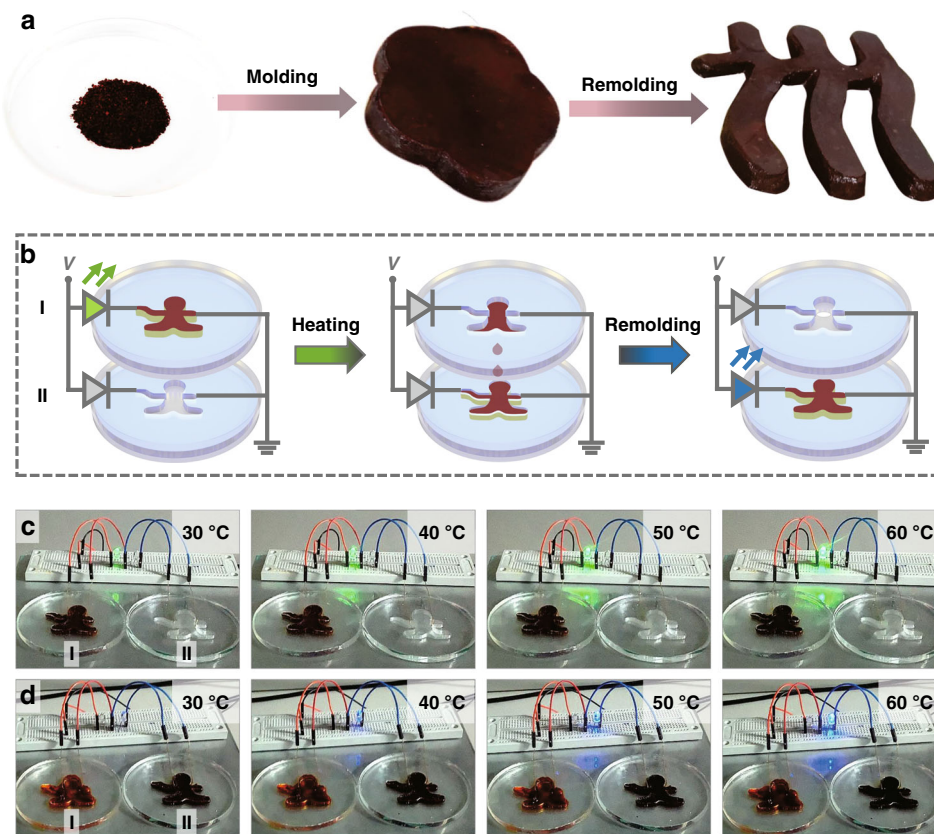 a
Molding
Remolding
b
V
V
V
I
II
Heating
Remolding
c
30 °C
40 °C
50 °C
60 °C
I
II
d
30 °C
40 °C
50 °C
60 °C
I
II